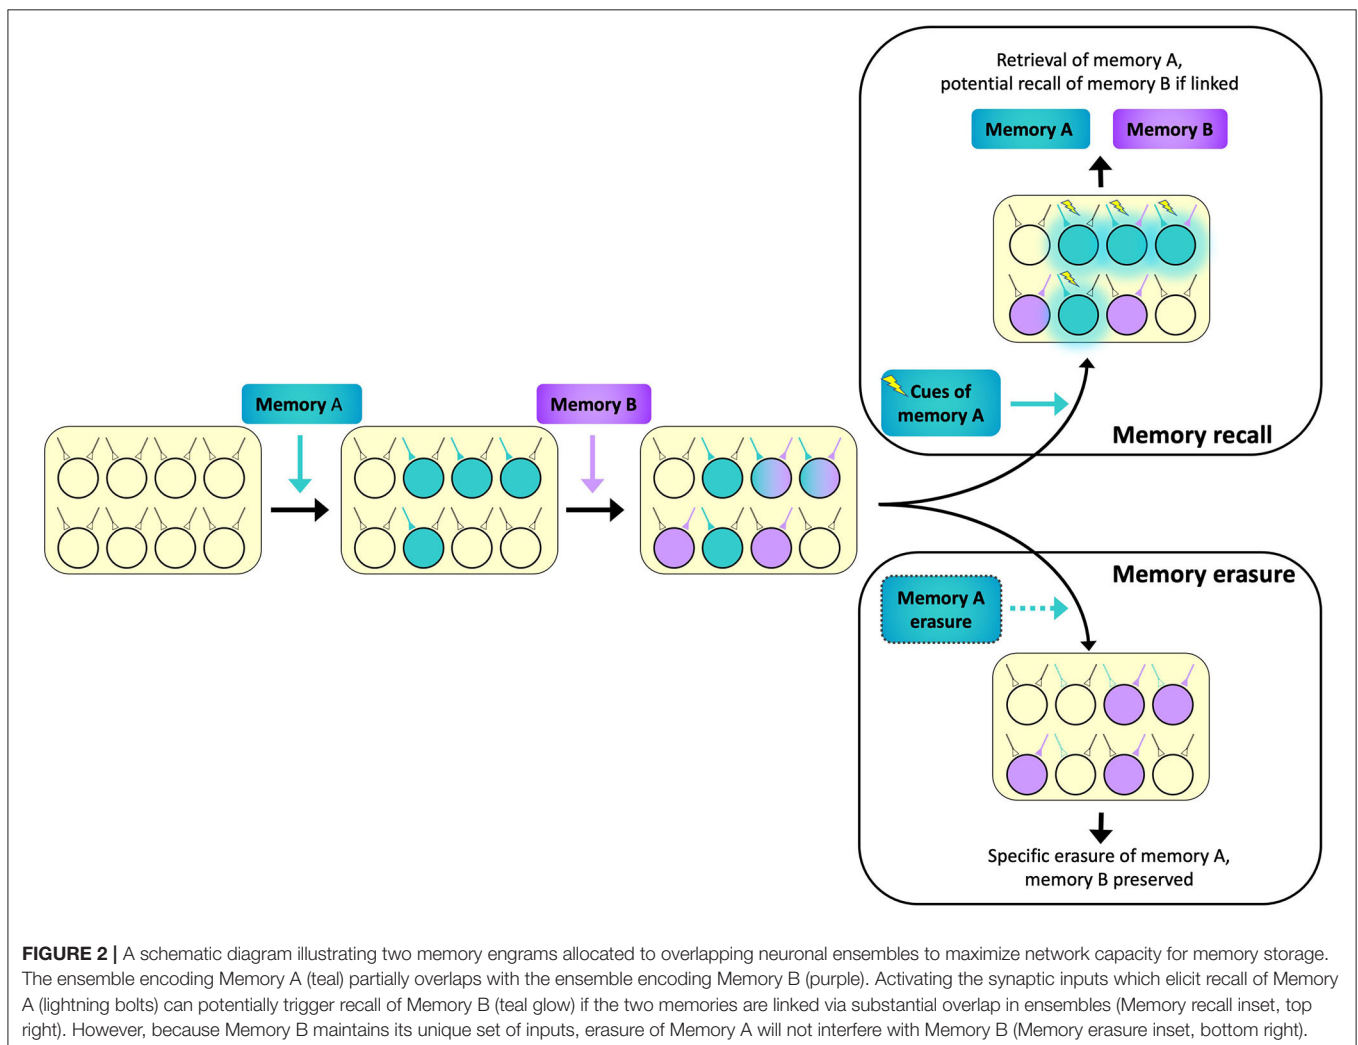 Retrieval of memory A,
potential recall of memory B if linked
Memory A
Memory B
Cues of
memory A
Memory recall
Memory A
Memory B
Memory erasure
Memory A
erasure
Specific erasure of memory A,
memory B preserved
FIGURE 2 | A schematic diagram illustrating two memory engrams allocated to overlapping neuronal ensembles to maximize network capacity for memory storage.
The ensemble encoding Memory A (teal) partially overlaps with the ensemble encoding Memory B (purple). Activating the synaptic inputs which elicit recall of Memory
A (lightning bolts) can potentially trigger recall of Memory B (teal glow) if the two memories are linked via substantial overlap in ensembles (Memory recall inset, top
right). However, because Memory B maintains its unique set of inputs, erasure of Memory A will not interfere with Memory B (Memory erasure inset, bottom right).